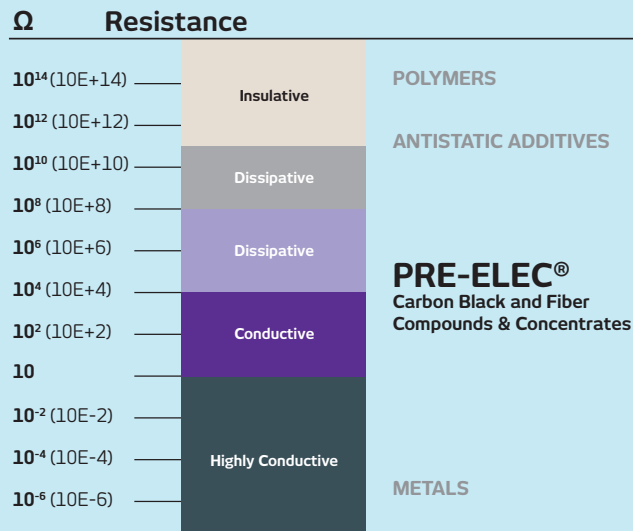 Ω Resistance
10¹⁴ (10E+14)
10¹² (10E+12)
10¹⁰ (10E+10)
10⁸ (10E+8)
10⁶ (10E+6)
10⁴ (10E+4)
10² (10E+2)
10
10⁻² (10E-2)
10⁻⁴ (10E-4)
10⁻⁶ (10E-6)
Insulative
Dissipative
Dissipative
Conductive
Highly Conductive
POLYMERS
ANTISTATIC ADDITIVES
PRE-ELEC®
Carbon Black and Fiber
Compounds & Concentrates
METALS